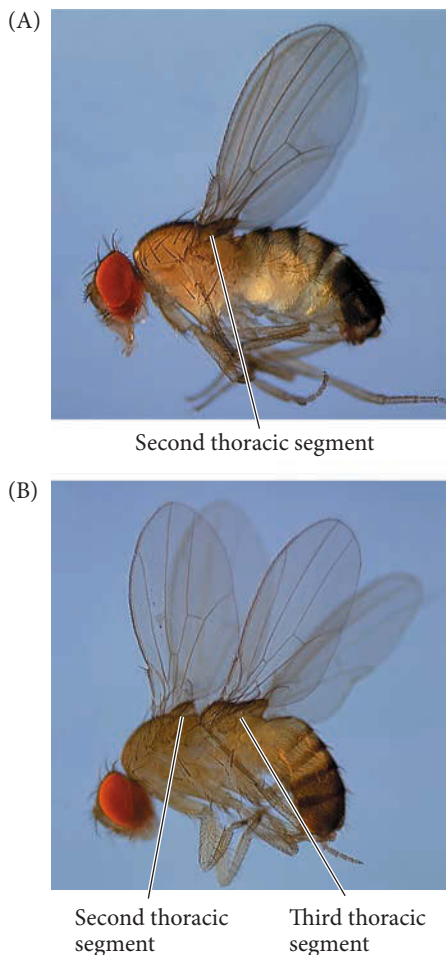 (A)
Second thoracic segment
(B)
Second thoracic
segment
Third thoracic
segment